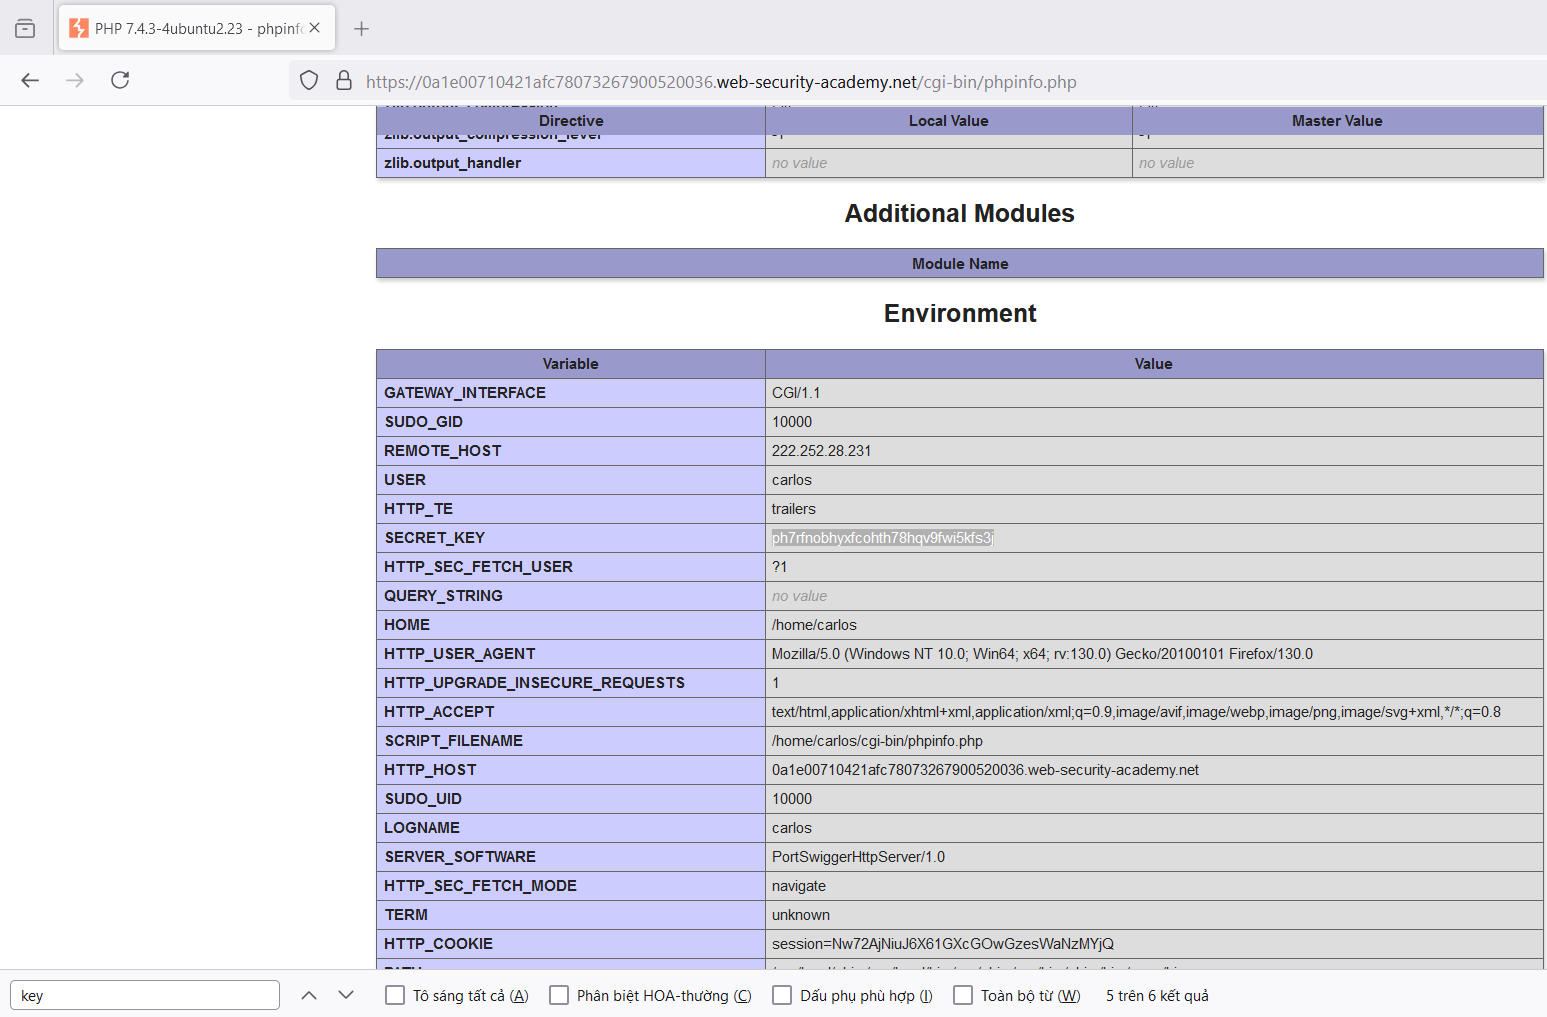 PHP 7.4.3-4ubuntu2.23 - phpinfo
https://0a1e00710421afc78073267900520036.web-security-academy.net/cgi-bin/phpinfo.php
Directive Local Value Master Value
zlib.output_compression_level -1 -1
zlib.output_handler no value no value
Additional Modules
Module Name
Environment
Variable Value
GATEWAY_INTERFACE CGI/1.1
SUDO_GID 10000
REMOTE_HOST 222.252.28.231
USER carlos
HTTP_TE trailers
SECRET_KEY ph7rfnobhyxfcohth78hqv9fwi5kfs3j
HTTP_SEC_FETCH_USER ?1
QUERY_STRING no value
HOME /home/carlos
HTTP_USER_AGENT Mozilla/5.0 (Windows NT 10.0; Win64; x64; rv:130.0) Gecko/20100101 Firefox/130.0
HTTP_UPGRADE_INSECURE_REQUESTS 1
HTTP_ACCEPT text/html,application/xhtml+xml,application/xml;q=0.9,image/avif,image/webp,image/png,image/svg+xml,*/*;q=0.8
SCRIPT_FILENAME /home/carlos/cgi-bin/phpinfo.php
HTTP_HOST 0a1e00710421afc78073267900520036.web-security-academy.net
SUDO_UID 10000
LOGNAME carlos
SERVER_SOFTWARE PortSwiggerHttpServer/1.0
HTTP_SEC_FETCH_MODE navigate
TERM unknown
HTTP_COOKIE session=Nw72AjNiuJ6X61GXcGOwGzesWaNzMYjQ
key Tô sáng tất cả (A) Phân biệt HOA-thường (C) Dấu phụ phù hợp (I) Toàn bộ từ (W) 5 trên 6 kết quả